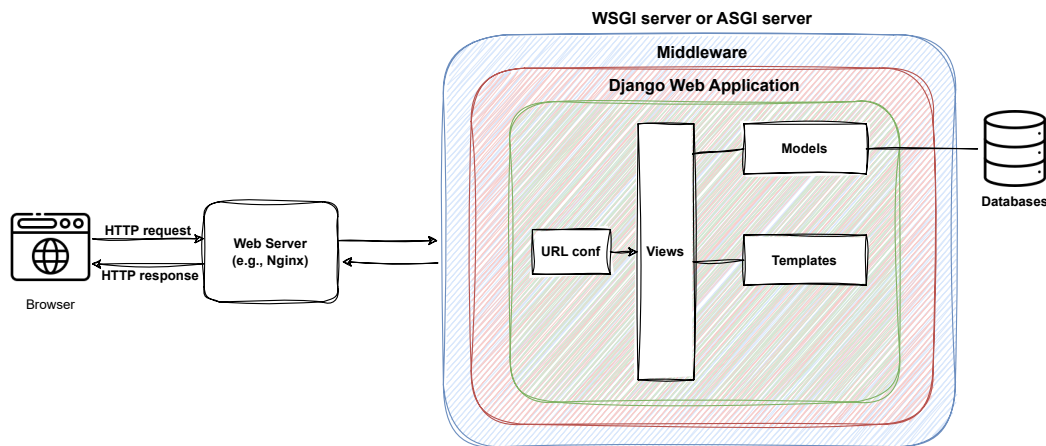 WSGI server or ASGI server
Middleware
Django Web Application
Models
Databases
HTTP request
Web Server
(e.g., Nginx)
URL conf
Views
Templates
HTTP response
Browser